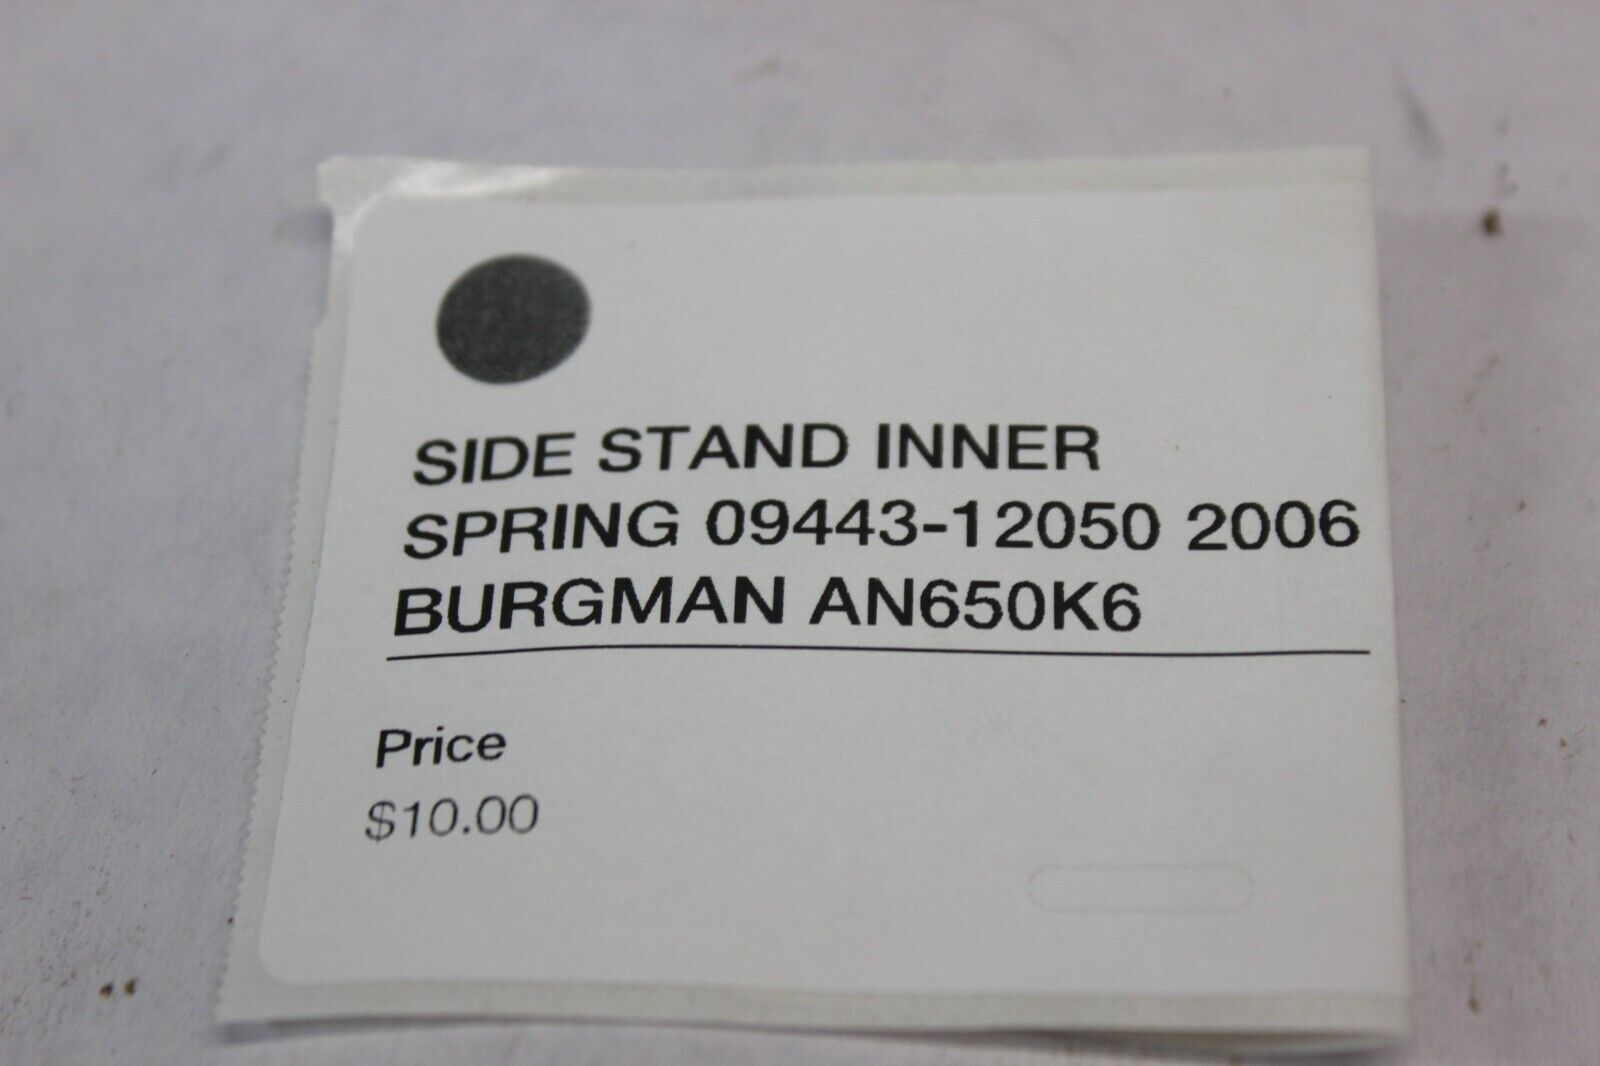 SIDE STAND INNER
SPRING 09443-12050 2006
BURGMAN AN650K6
Price
$10.00